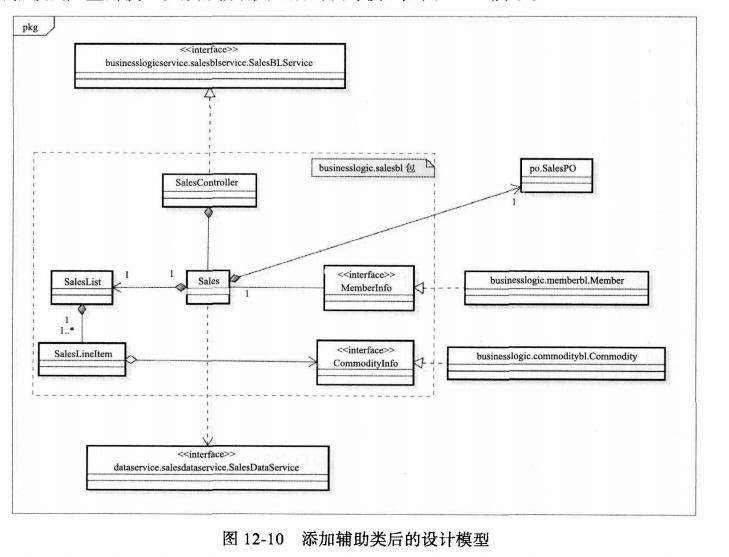 pkg
<<interface>>
businesslogicservice.salesblservice.SalesBLService
businesslogic.salesbl 包
SalesController
po.SalesPO
1
SalesList
1
1
Sales
1
<<interface>>
MemberInfo
businesslogic.memberbl.Member
1
1..*
SalesLineItem
<<interface>>
CommodityInfo
businesslogic.commoditybl.Commodity
<<interface>>
dataservice.salesdataservice.SalesDataService
图 12-10 添加辅助类后的设计模型